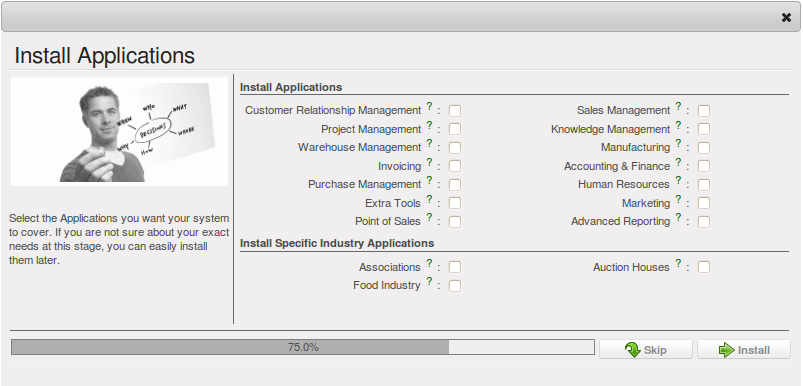 Install Applications
WHO
WHAT
WHEN
DECISIONS
WHERE
WHY
HOW
Select the Applications you want your system
to cover. If you are not sure about your exact
needs at this stage, you can easily install
them later.
Install Applications
Customer Relationship Management ? : Sales Management ? :
Project Management ? : Knowledge Management ? :
Warehouse Management ? : Manufacturing ? :
Invoicing ? : Accounting & Finance ? :
Purchase Management ? : Human Resources ? :
Extra Tools ? : Marketing ? :
Point of Sales ? : Advanced Reporting ? :
Install Specific Industry Applications
Associations ? : Auction Houses ? :
Food Industry ? :
75.0% Skip Install